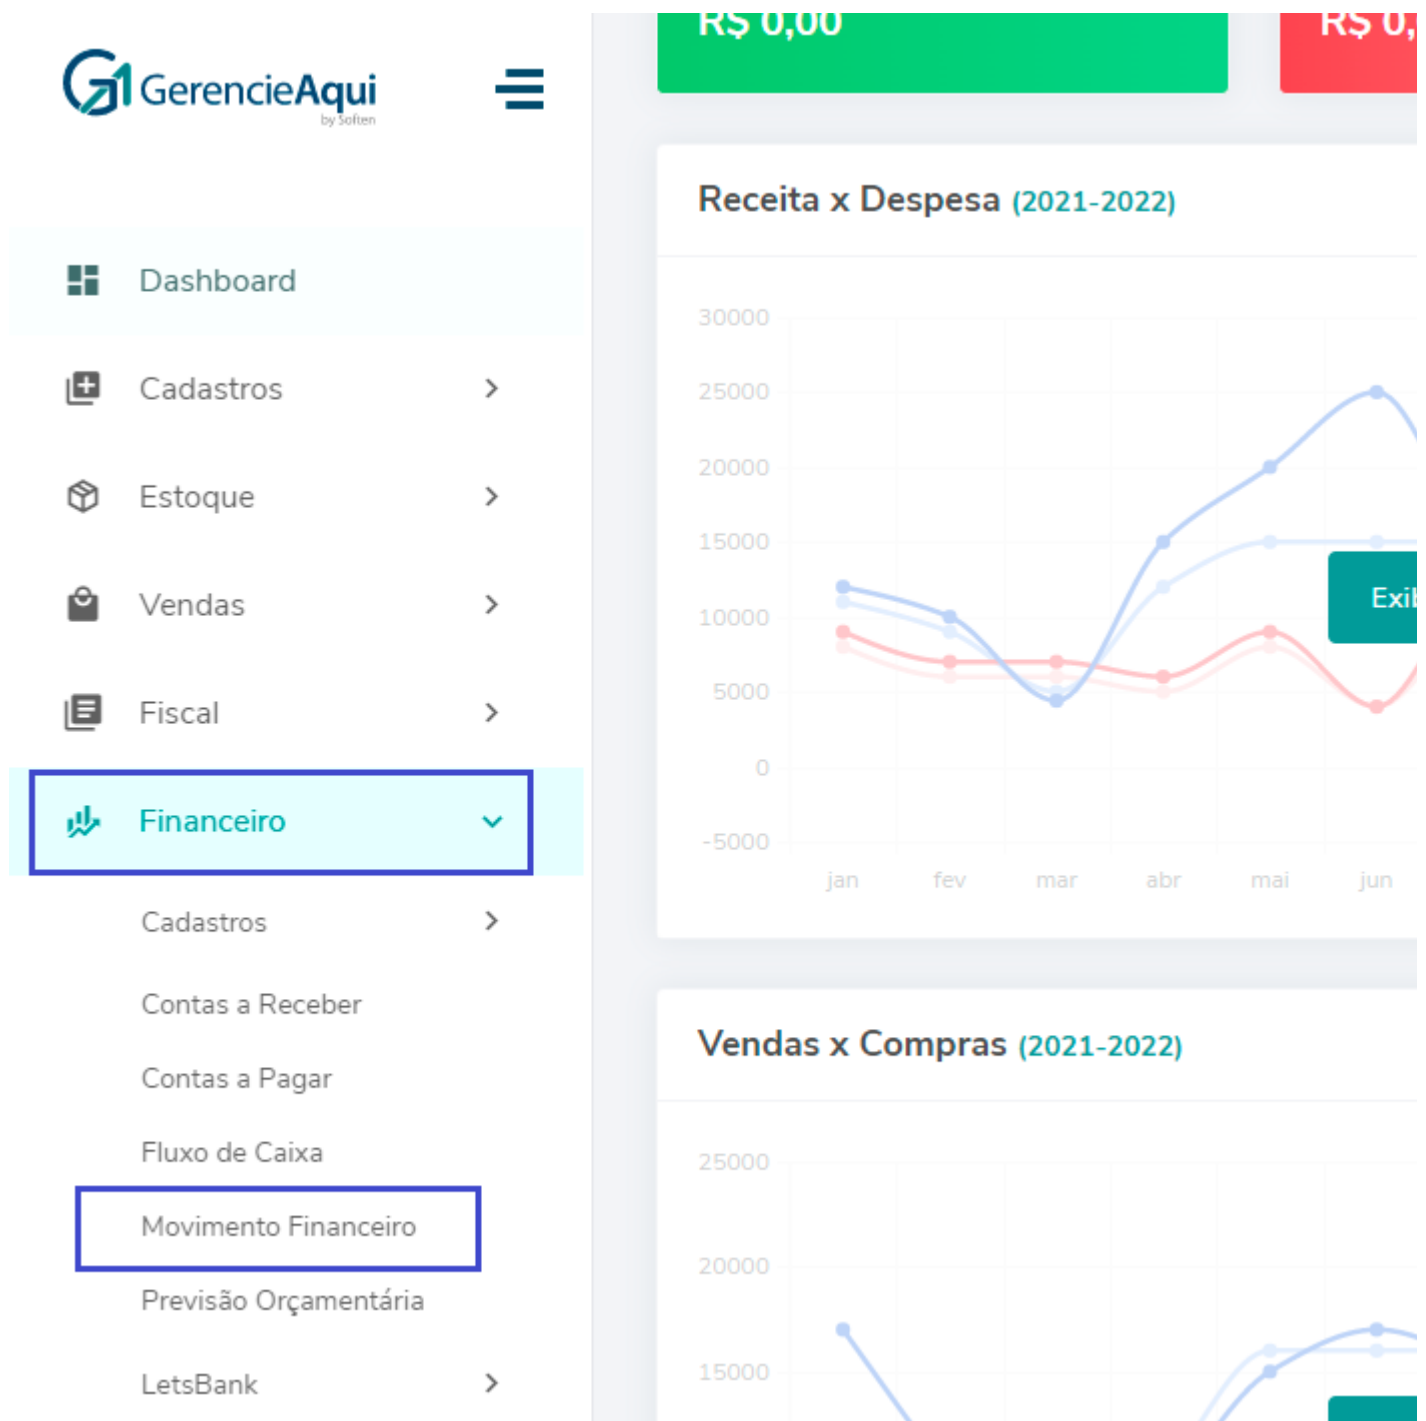 GerencieAqui
by Soften
Dashboard
Cadastros
Estoque
Vendas
Fiscal
Financeiro
Cadastros
Contas a Receber
Contas a Pagar
Fluxo de Caixa
Movimento Financeiro
Previsão Orçamentária
LetsBank
R$ 0,00
R$ 0,
Receita x Despesa (2021-2022)
30000
25000
20000
15000
10000
5000
0
-5000
jan fev mar abr mai jun
Exib
Vendas x Compras (2021-2022)
25000
20000
15000